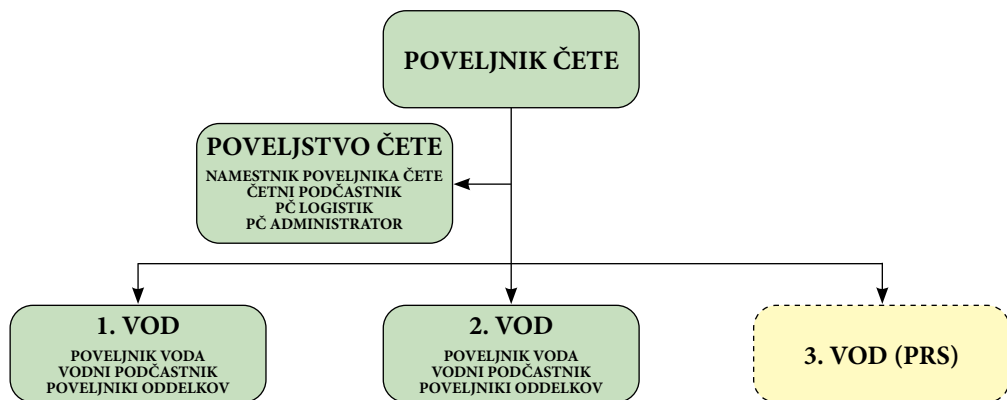 POVELJNIK ČETE
POVELJSTVO ČETE
NAMESTNIK POVELJNIKA ČETE
ČETNI PODČASTNIK
PČ LOGISTIK
PČ ADMINISTRATOR
1. VOD
POVELJNIK VODA
VODNI PODČASTNIK
POVELJNIKI ODDELKOV
2. VOD
POVELJNIK VODA
VODNI PODČASTNIK
POVELJNIKI ODDELKOV
3. VOD (PRS)